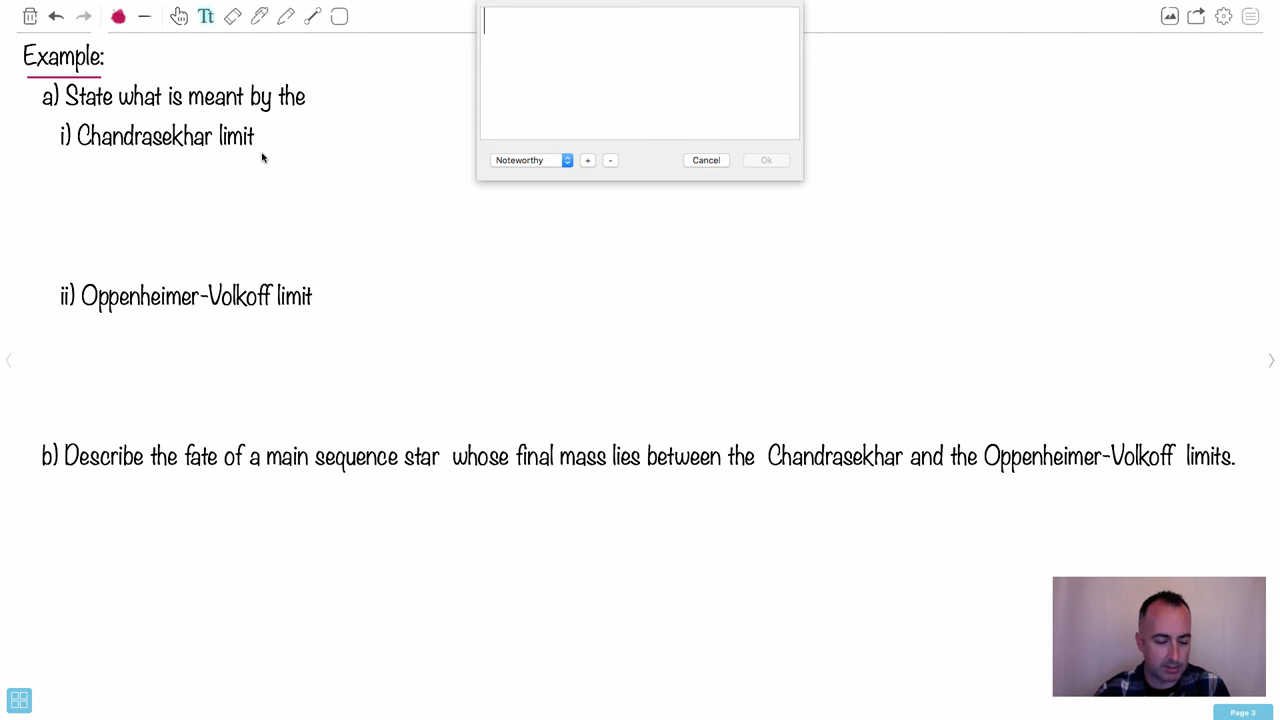 Tt
Example:
a) State what is meant by the
i) Chandrasekhar limit
Noteworthy
+
-
Cancel
Ok
ii) Oppenheimer-Volkoff limit
b) Describe the fate of a main sequence star whose final mass lies between the Chandrasekhar and the Oppenheimer-Volkoff limits.
Page 3